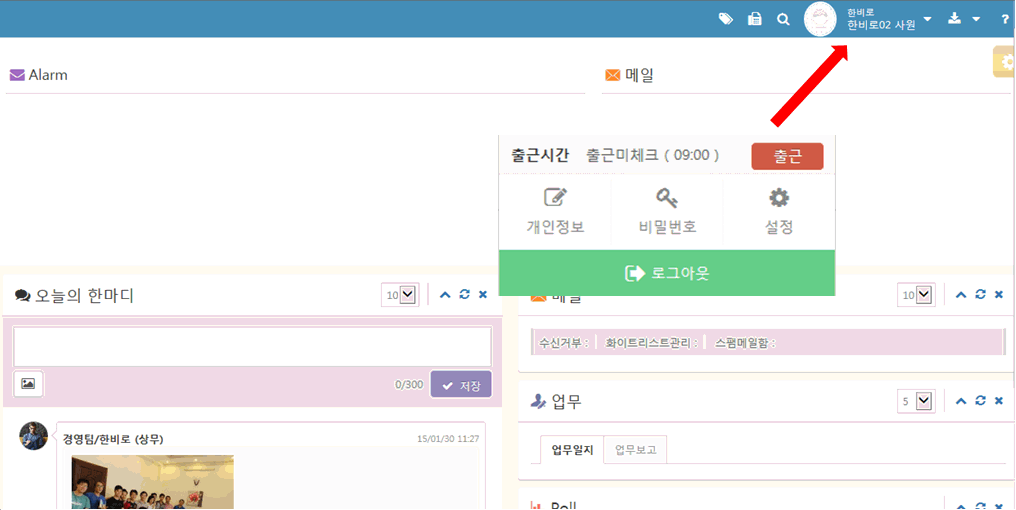 한비로
한비로02 사원
?
Alarm
메일
출근시간 출근미체크 ( 09:00 ) 출근
개인정보 비밀번호 설정
로그아웃
오늘의 한마디 10
메일 10
수신거부 : 화이트리스트관리 : 스팸메일함 :
0/300 저장
업무 5
업무일지 업무보고
경영팀/한비로 (상무) 15/01/30 11:27
Poll